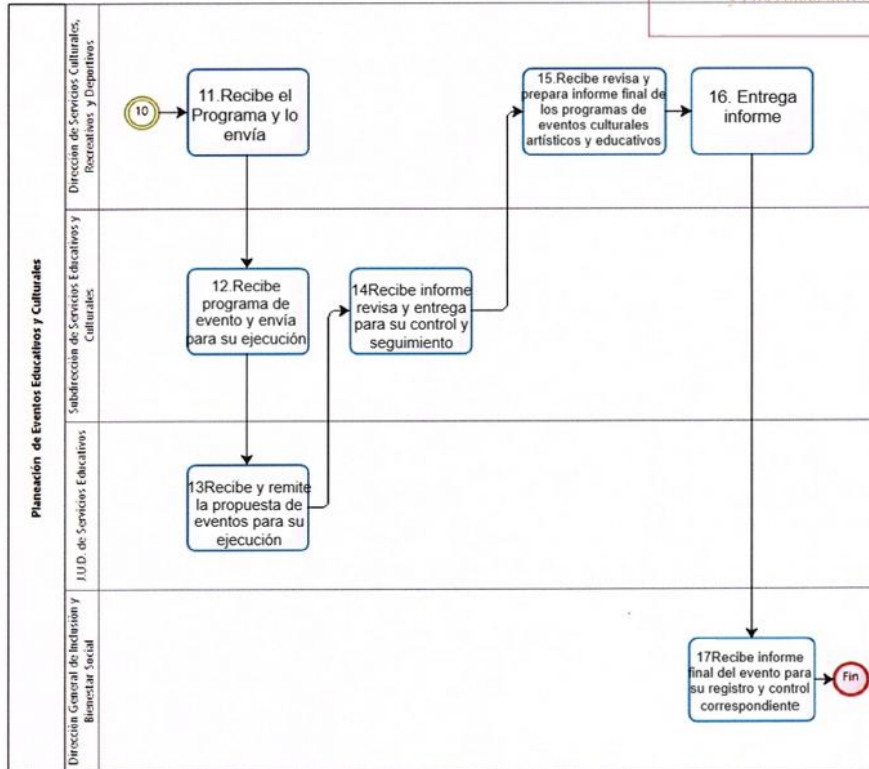 Planeación de Eventos Educativos y Culturales
Dirección de Servicios Culturales,
Recreativos y Deportivos
10
11.Recibe el
Programa y lo
envía
15.Recibe revisa y
prepara informe final de
los programas de
eventos culturales
artísticos y educativos
16. Entrega
informe
Subdirección de Servicios Educativos y
Culturales
12.Recibe
programa de
evento y envía
para su ejecución
14Recibe informe
revisa y entrega
para su control y
seguimiento
J.U.D. de Servicios Educativos
13Recibe y remite
la propuesta de
eventos para su
ejecución
Dirección General de Inclusión y
Bienestar Social
17Recibe informe
final del evento para
su registro y control
correspondiente
Fin